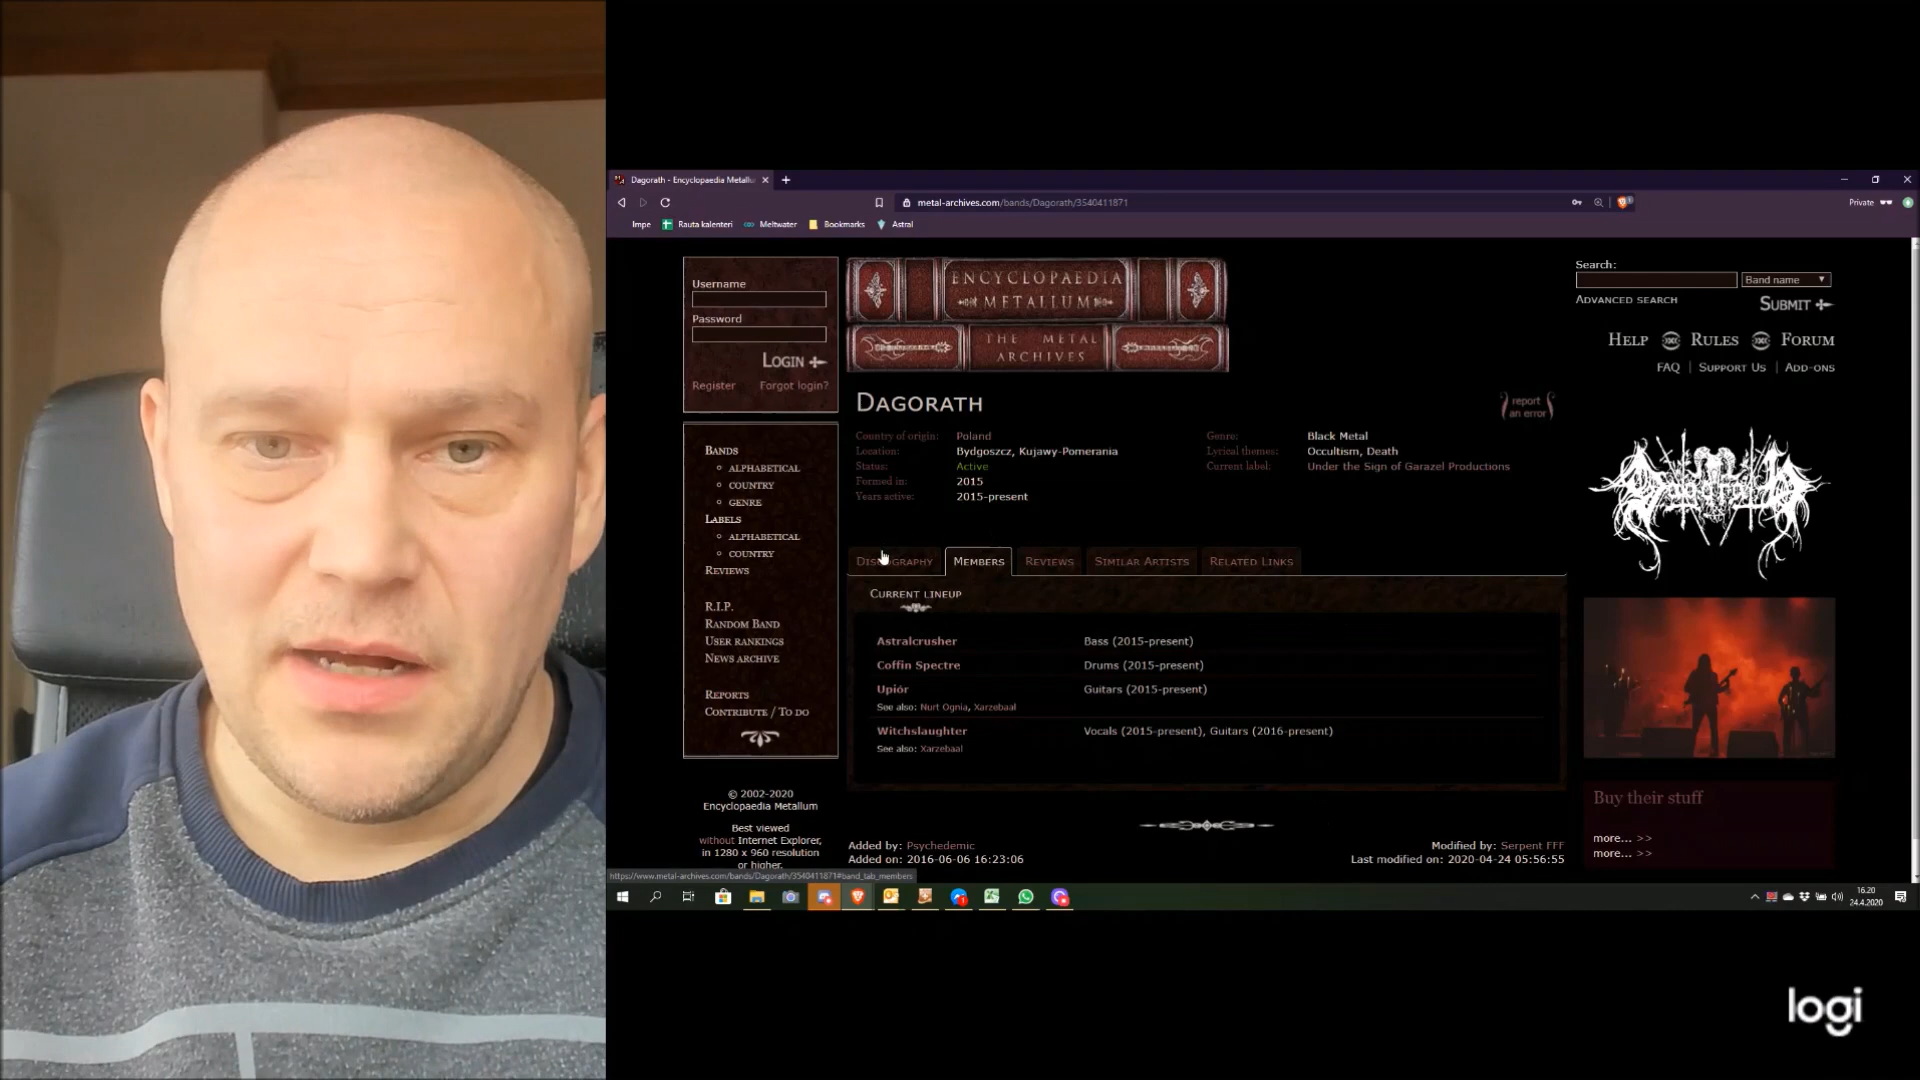 Dagorath - Encyclopaedia Metallu
metal-archives.com/bands/Dagorath/3540411871
Private
Impe
Rauta kalenteri
Meltwater
Bookmarks
Astral
Username
Password
LOGIN
Register
Forgot login?
ENCYCLOPAEDIA
METALLUM
THE METAL
ARCHIVES
Search:
Band name
ADVANCED SEARCH
SUBMIT
HELP
RULES
FORUM
FAQ | SUPPORT US | ADD-ONS
DAGORATH
report
an error
Country of origin: Poland
Location: Bydgoszcz, Kujawy-Pomerania
Status: Active
Formed in: 2015
Years active: 2015-present
Genre: Black Metal
Lyrical themes: Occultism, Death
Current label: Under the Sign of Garazel Productions
BANDS
ALPHABETICAL
COUNTRY
GENRE
LABELS
ALPHABETICAL
COUNTRY
REVIEWS
R.I.P.
RANDOM BAND
USER RANKINGS
NEWS ARCHIVE
REPORTS
CONTRIBUTE / TO DO
DISCOGRAPHY
MEMBERS
REVIEWS
SIMILAR ARTISTS
RELATED LINKS
CURRENT LINEUP
Astralcrusher Bass (2015-present)
Coffin Spectre Drums (2015-present)
Upiór Guitars (2015-present)
See also: Nurt Ognia, Xarzebaal
Witchslaughter Vocals (2015-present), Guitars (2016-present)
See also: Xarzebaal
Dagorath
Buy their stuff
more... >>
more... >>
© 2002-2020
Encyclopaedia Metallum
Best viewed
without Internet Explorer,
in 1280 x 960 resolution
or higher.
Added by: Psychedemic
Added on: 2016-06-06 16:23:06
Modified by: Serpent FFF
Last modified on: 2020-04-24 05:56:55
https://www.metal-archives.com/bands/Dagorath/3540411871#band_tab_members
16.20
24.4.2020
logi